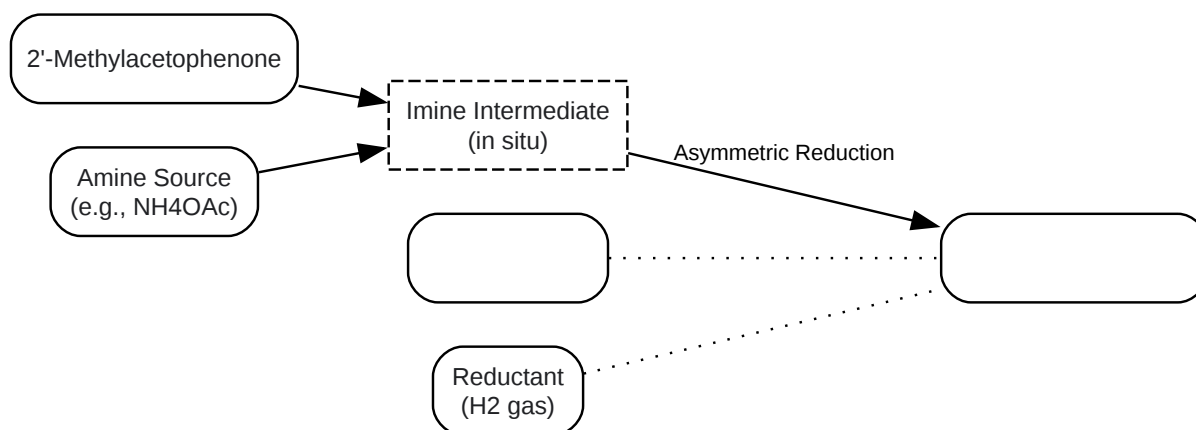 2'-Methylacetophenone
Imine Intermediate
(in situ)
Asymmetric Reduction
Amine Source
(e.g., NH4OAc)
Reductant
(H2 gas)